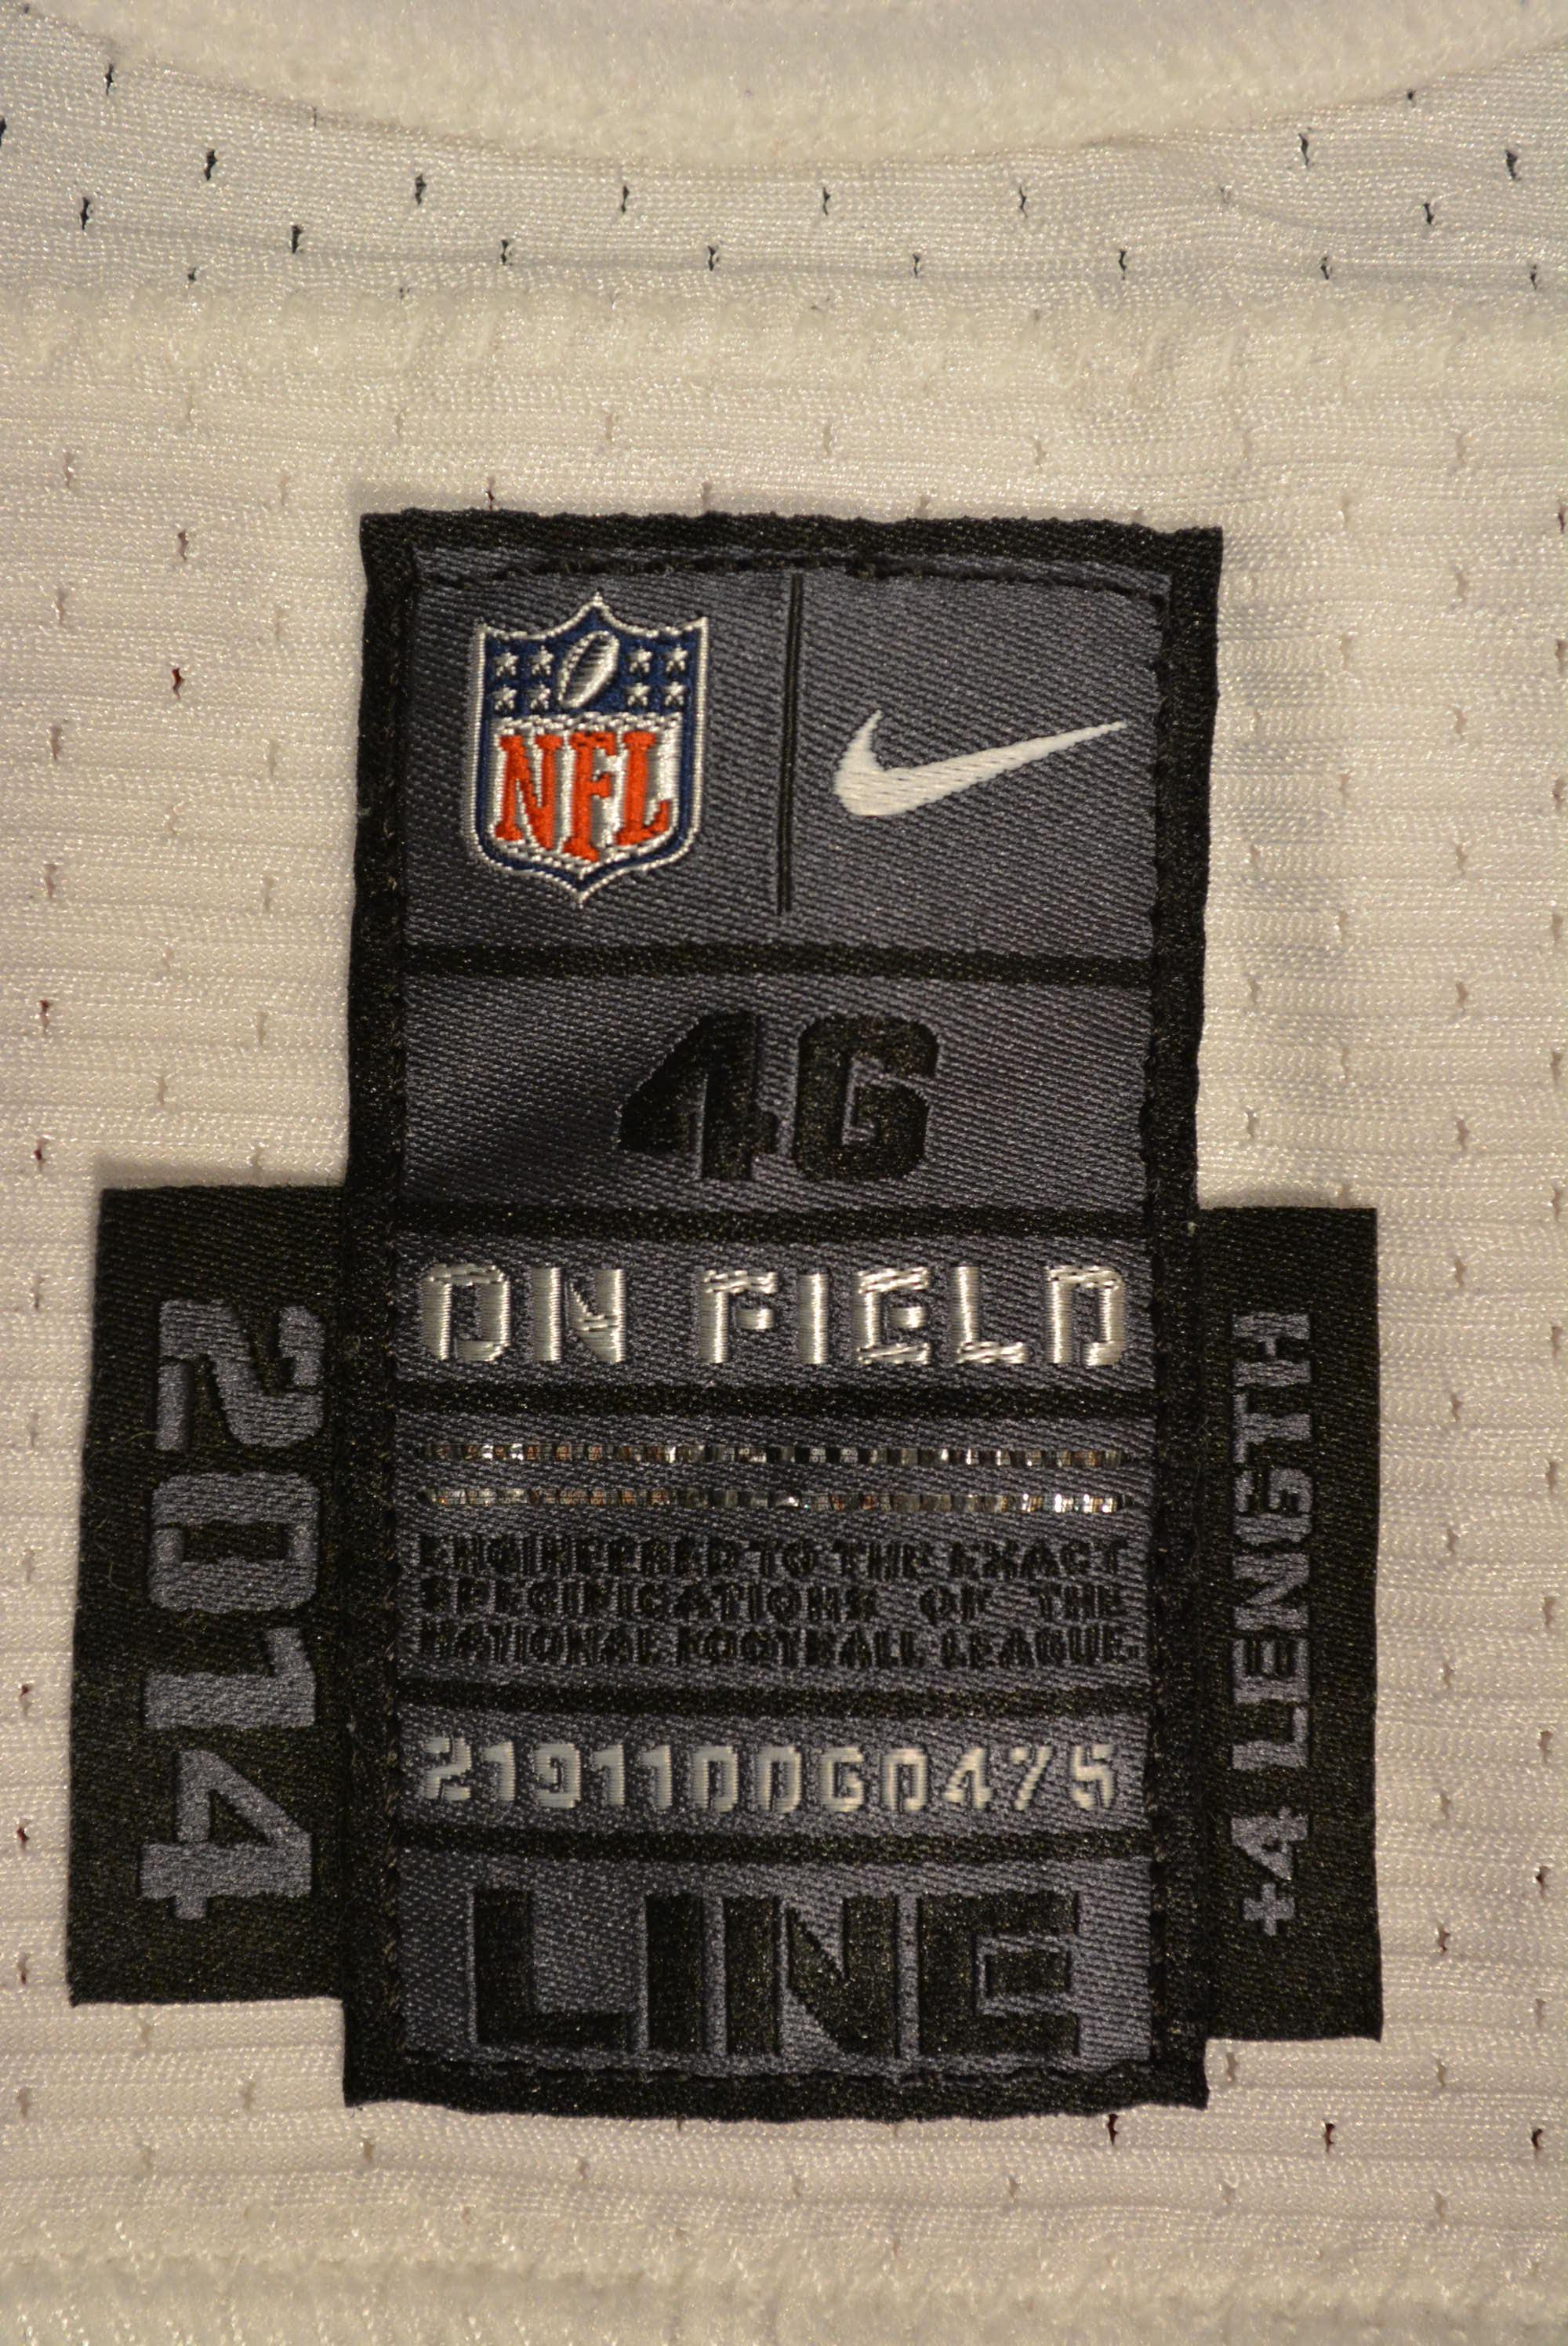 NFL
46
ON FIELD
ENGINEERED TO THE EXACT
SPECIFICATIONS OF THE
NATIONAL FOOTBALL LEAGUE.
2191100G0475
LINE
2014
+4 LENGTH